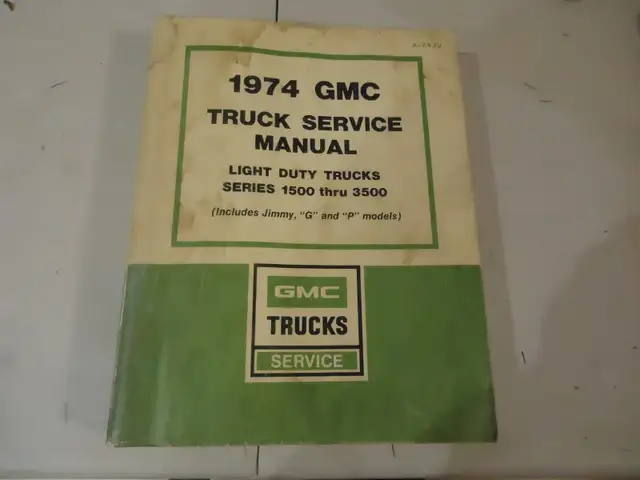 1974 GMC
TRUCK SERVICE
MANUAL
LIGHT DUTY TRUCKS
SERIES 1500 thru 3500
(Includes Jimmy, "G" and "P" models)
GMC
TRUCKS
SERVICE